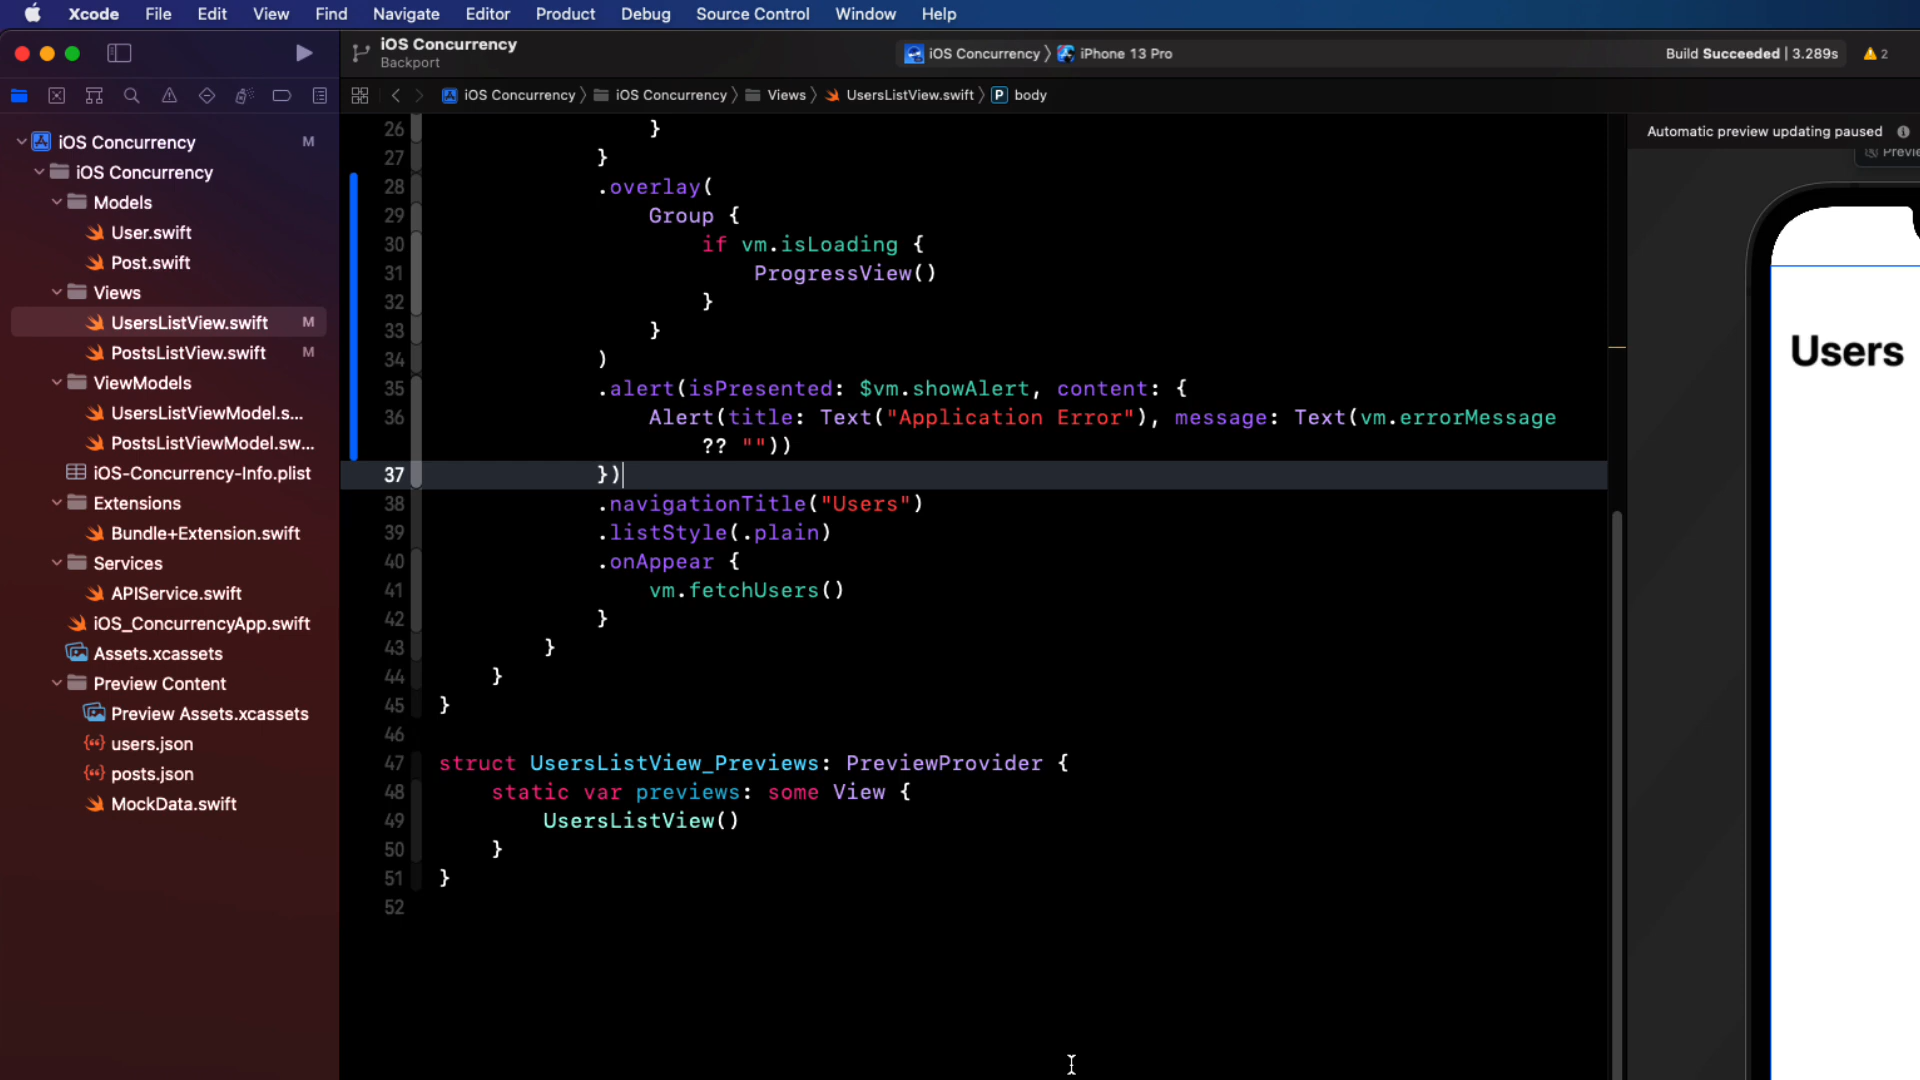 Xcode File Edit View Find Navigate Editor Product Debug Source Control Window Help
iOS Concurrency
Backport
iOS Concurrency 〉 iPhone 13 Pro
Build Succeeded | 3.289s
2
iOS Concurrency 〉 iOS Concurrency 〉 Views 〉 UsersListView.swift 〉 P body
iOS Concurrency M
iOS Concurrency
Models
User.swift
Post.swift
Views
UsersListView.swift M
PostsListView.swift M
ViewModels
UsersListViewModel.s...
PostsListViewModel.sw...
iOS-Concurrency-Info.plist
Extensions
Bundle+Extension.swift
Services
APIService.swift
iOS_ConcurrencyApp.swift
Assets.xcassets
Preview Content
Preview Assets.xcassets
users.json
posts.json
MockData.swift
26 }
27 }
28 .overlay(
29 Group {
30 if vm.isLoading {
31 ProgressView()
32 }
33 }
34 )
35 .alert(isPresented: $vm.showAlert, content: {
36 Alert(title: Text("Application Error"), message: Text(vm.errorMessage
?? ""))
37 })
38 .navigationTitle("Users")
39 .listStyle(.plain)
40 .onAppear {
41 vm.fetchUsers()
42 }
43 }
44 }
45 }
46
47 struct UsersListView_Previews: PreviewProvider {
48 static var previews: some View {
49 UsersListView()
50 }
51 }
52
Automatic preview updating paused
Users